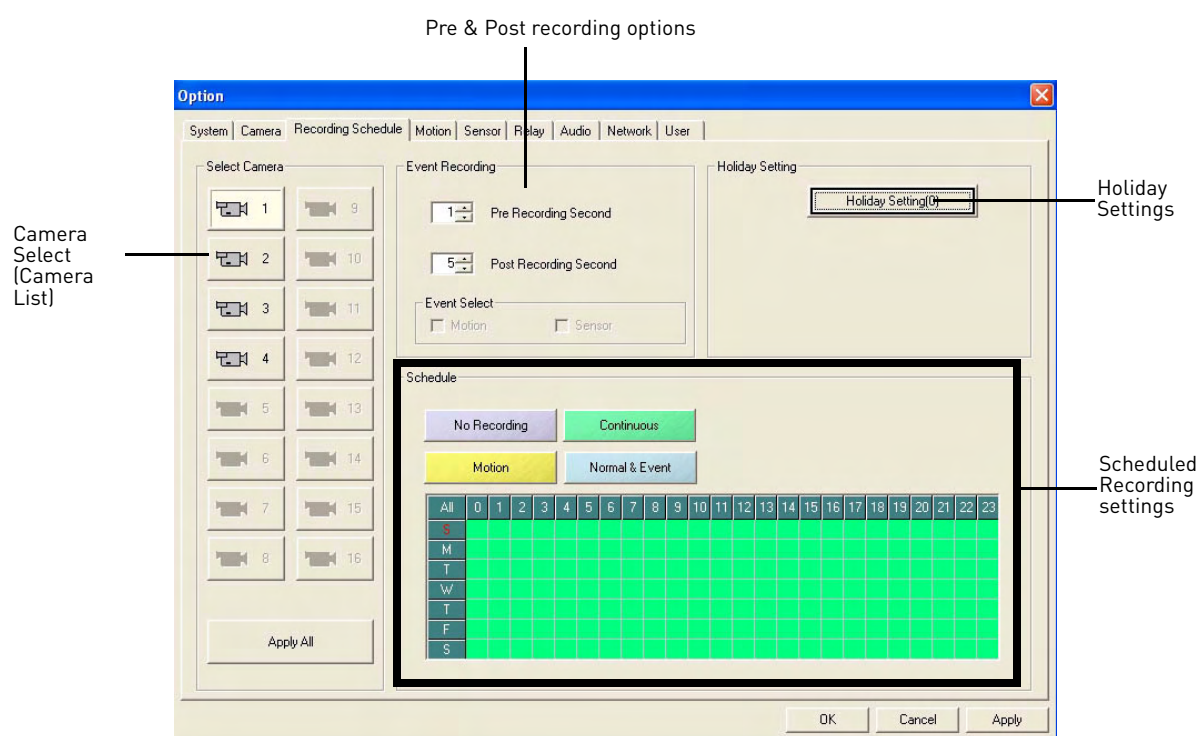 Pre & Post recording options
Option
System Camera Recording Schedule Motion Sensor Relay Audio Network User
Select Camera
1 9
2 10
3 11
4 12
5 13
6 14
7 15
8 16
Apply All
Camera
Select
(Camera
List)
Event Recording
1 Pre Recording Second
5 Post Recording Second
Event Select
Motion Sensor
Holiday Setting
Holiday Setting(0)
Holiday
Settings
Schedule
No Recording Continuous
Motion Normal & Event
All 0 1 2 3 4 5 6 7 8 9 10 11 12 13 14 15 16 17 18 19 20 21 22 23
S
M
T
W
T
F
S
Scheduled
Recording
settings
OK Cancel Apply